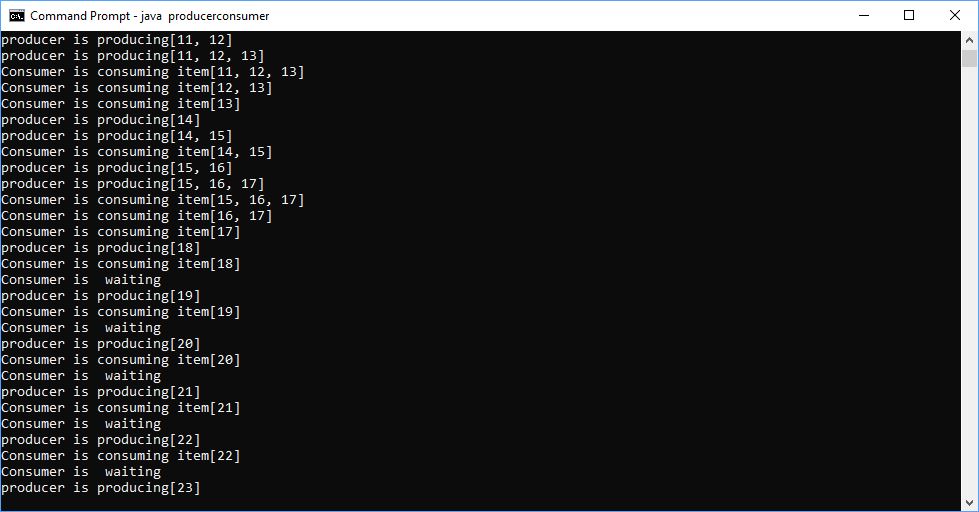 Command Prompt - java  producerconsumer
producer is producing[11, 12]
producer is producing[11, 12, 13]
Consumer is consuming item[11, 12, 13]
Consumer is consuming item[12, 13]
Consumer is consuming item[13]
producer is producing[14]
producer is producing[14, 15]
Consumer is consuming item[14, 15]
producer is producing[15, 16]
producer is producing[15, 16, 17]
Consumer is consuming item[15, 16, 17]
Consumer is consuming item[16, 17]
Consumer is consuming item[17]
producer is producing[18]
Consumer is consuming item[18]
Consumer is  waiting
producer is producing[19]
Consumer is consuming item[19]
Consumer is  waiting
producer is producing[20]
Consumer is consuming item[20]
Consumer is  waiting
producer is producing[21]
Consumer is consuming item[21]
Consumer is  waiting
producer is producing[22]
Consumer is consuming item[22]
Consumer is  waiting
producer is producing[23]